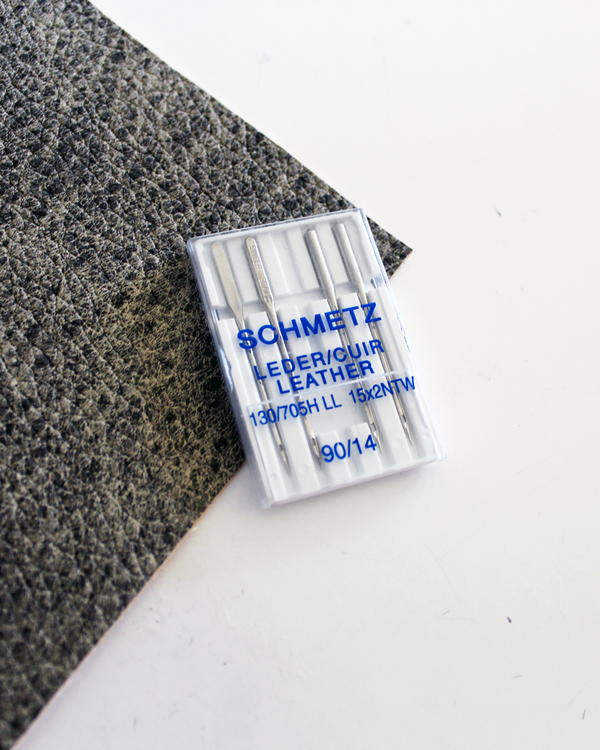 SCHMETZ
LEDER/CUIR
LEATHER
130/705H LL 15x2NTW
90/14